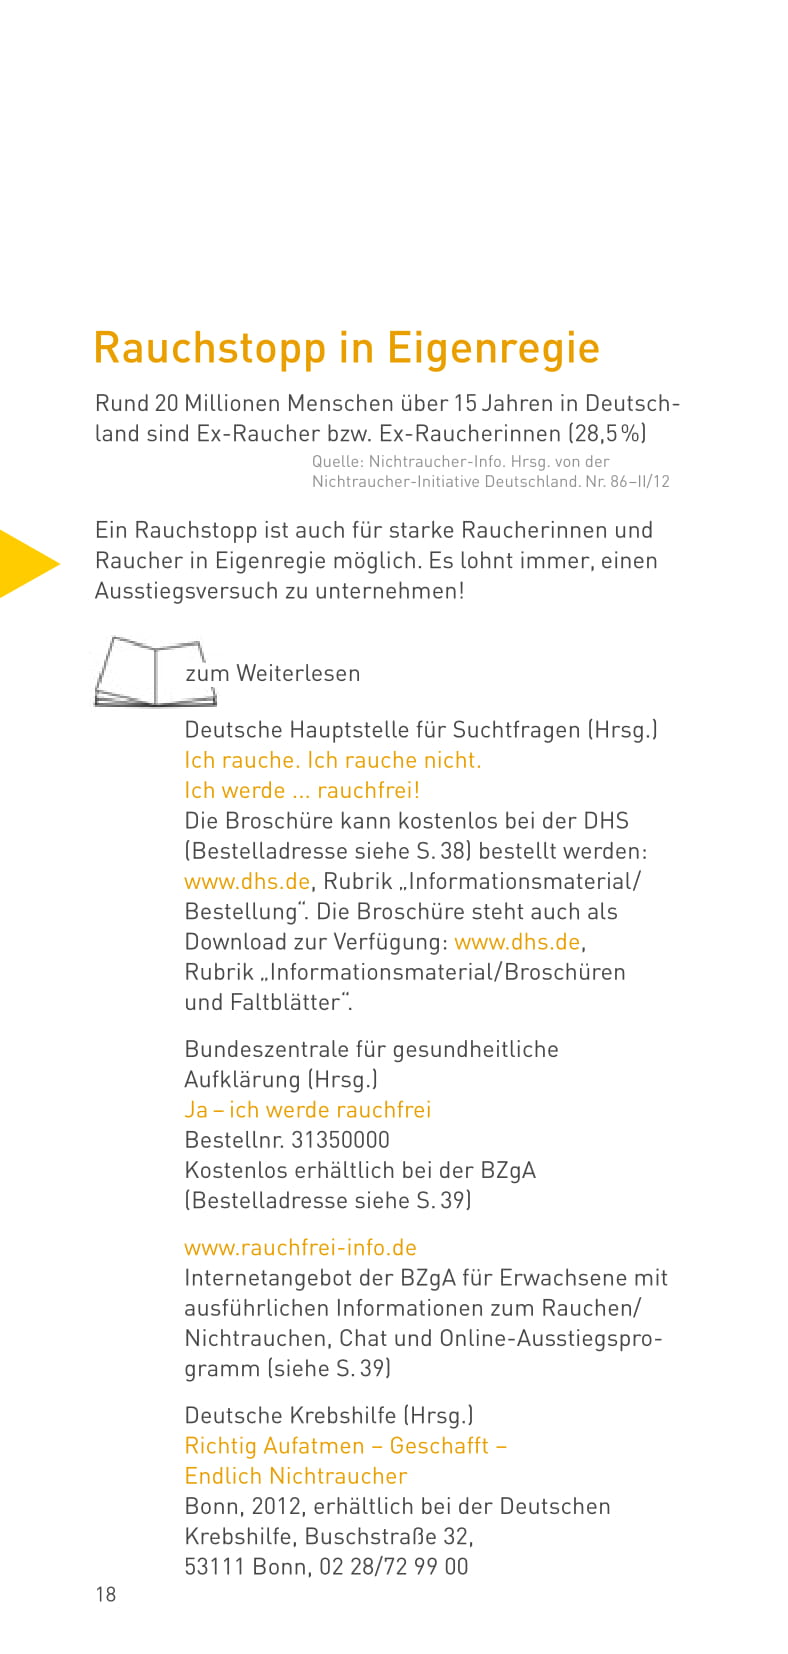 Rauchstopp in Eigenregie
Rund 20 Millionen Menschen über 15 Jahren in Deutsch-
land sind Ex-Raucher bzw. Ex-Raucherinnen (28,5%)
Quelle: Nichtraucher-Info. Hrsg. von der
Nichtraucher-Initiative Deutschland. Nr. 86–II/12
Ein Rauchstopp ist auch für starke Raucherinnen und
Raucher in Eigenregie möglich. Es lohnt immer, einen
Ausstiegsversuch zu unternehmen!
zum Weiterlesen
Deutsche Hauptstelle für Suchtfragen (Hrsg.)
Ich rauche. Ich rauche nicht.
Ich werde ... rauchfrei!
Die Broschüre kann kostenlos bei der DHS
(Bestelladresse siehe S. 38) bestellt werden:
www.dhs.de, Rubrik „Informationsmaterial/
Bestellung“. Die Broschüre steht auch als
Download zur Verfügung: www.dhs.de,
Rubrik „Informationsmaterial/Broschüren
und Faltblätter“.
Bundeszentrale für gesundheitliche
Aufklärung (Hrsg.)
Ja – ich werde rauchfrei
Bestellnr. 31350000
Kostenlos erhältlich bei der BZgA
(Bestelladresse siehe S. 39)
www.rauchfrei-info.de
Internetangebot der BZgA für Erwachsene mit
ausführlichen Informationen zum Rauchen/
Nichtrauchen, Chat und Online-Ausstiegspro-
gramm (siehe S. 39)
Deutsche Krebshilfe (Hrsg.)
Richtig Aufatmen – Geschafft –
Endlich Nichtraucher
Bonn, 2012, erhältlich bei der Deutschen
Krebshilfe, Buschstraße 32,
53111 Bonn, 02 28/72 99 00
18